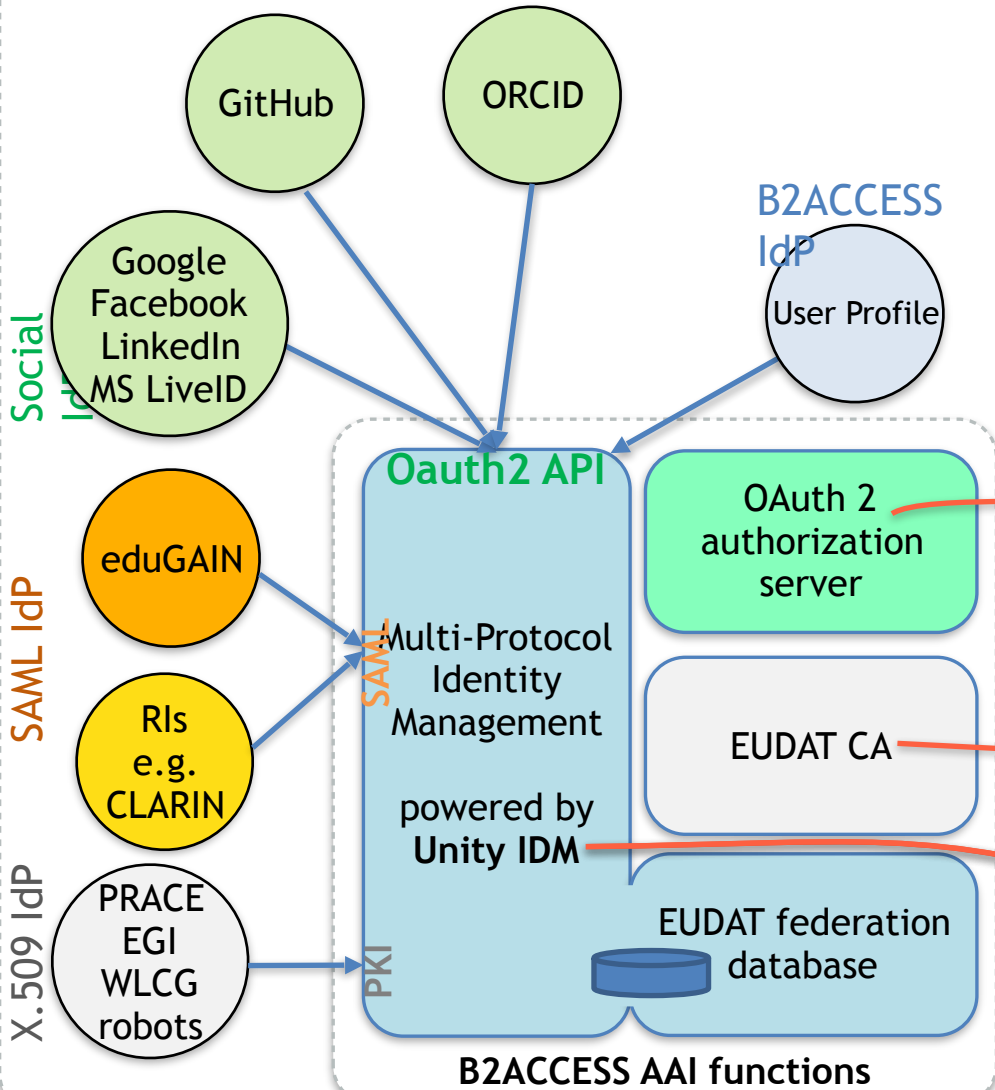 GitHub
ORCID
B2ACCESS
IdP
User Profile
Google
Facebook
LinkedIn
MS LiveID
Social
IdP
Oauth2 API
OAuth 2
authorization
server
eduGAIN
SAML IdP
SAML
Multi-Protocol
Identity
Management
powered by
Unity IDM
RIs
e.g.
CLARIN
EUDAT CA
X.509 IdP
PRACE
EGI
WLCG
robots
PKI
EUDAT federation
database
B2ACCESS AAI functions